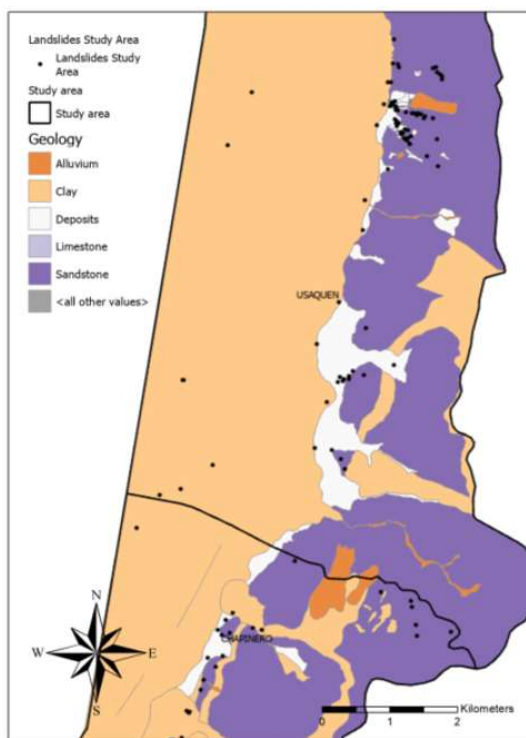 Landslides Study Area
Landslides Study
Area
Study area
Study area
Geology
Alluvium
Clay
Deposits
Limestone
Sandstone
<all other values>
USAQUEN
CHAPINERO
N
W
E
S
Kilometers
0
1
2